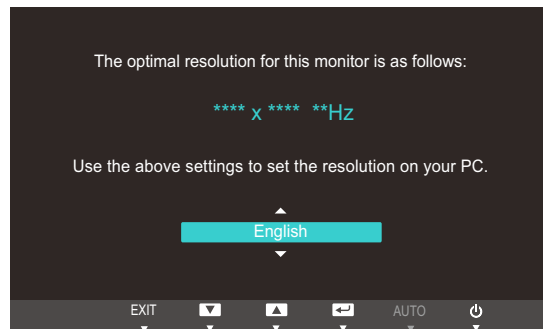 The optimal resolution for this monitor is as follows:
**** x **** **Hz
Use the above settings to set the resolution on your PC.
English
EXIT AUTO